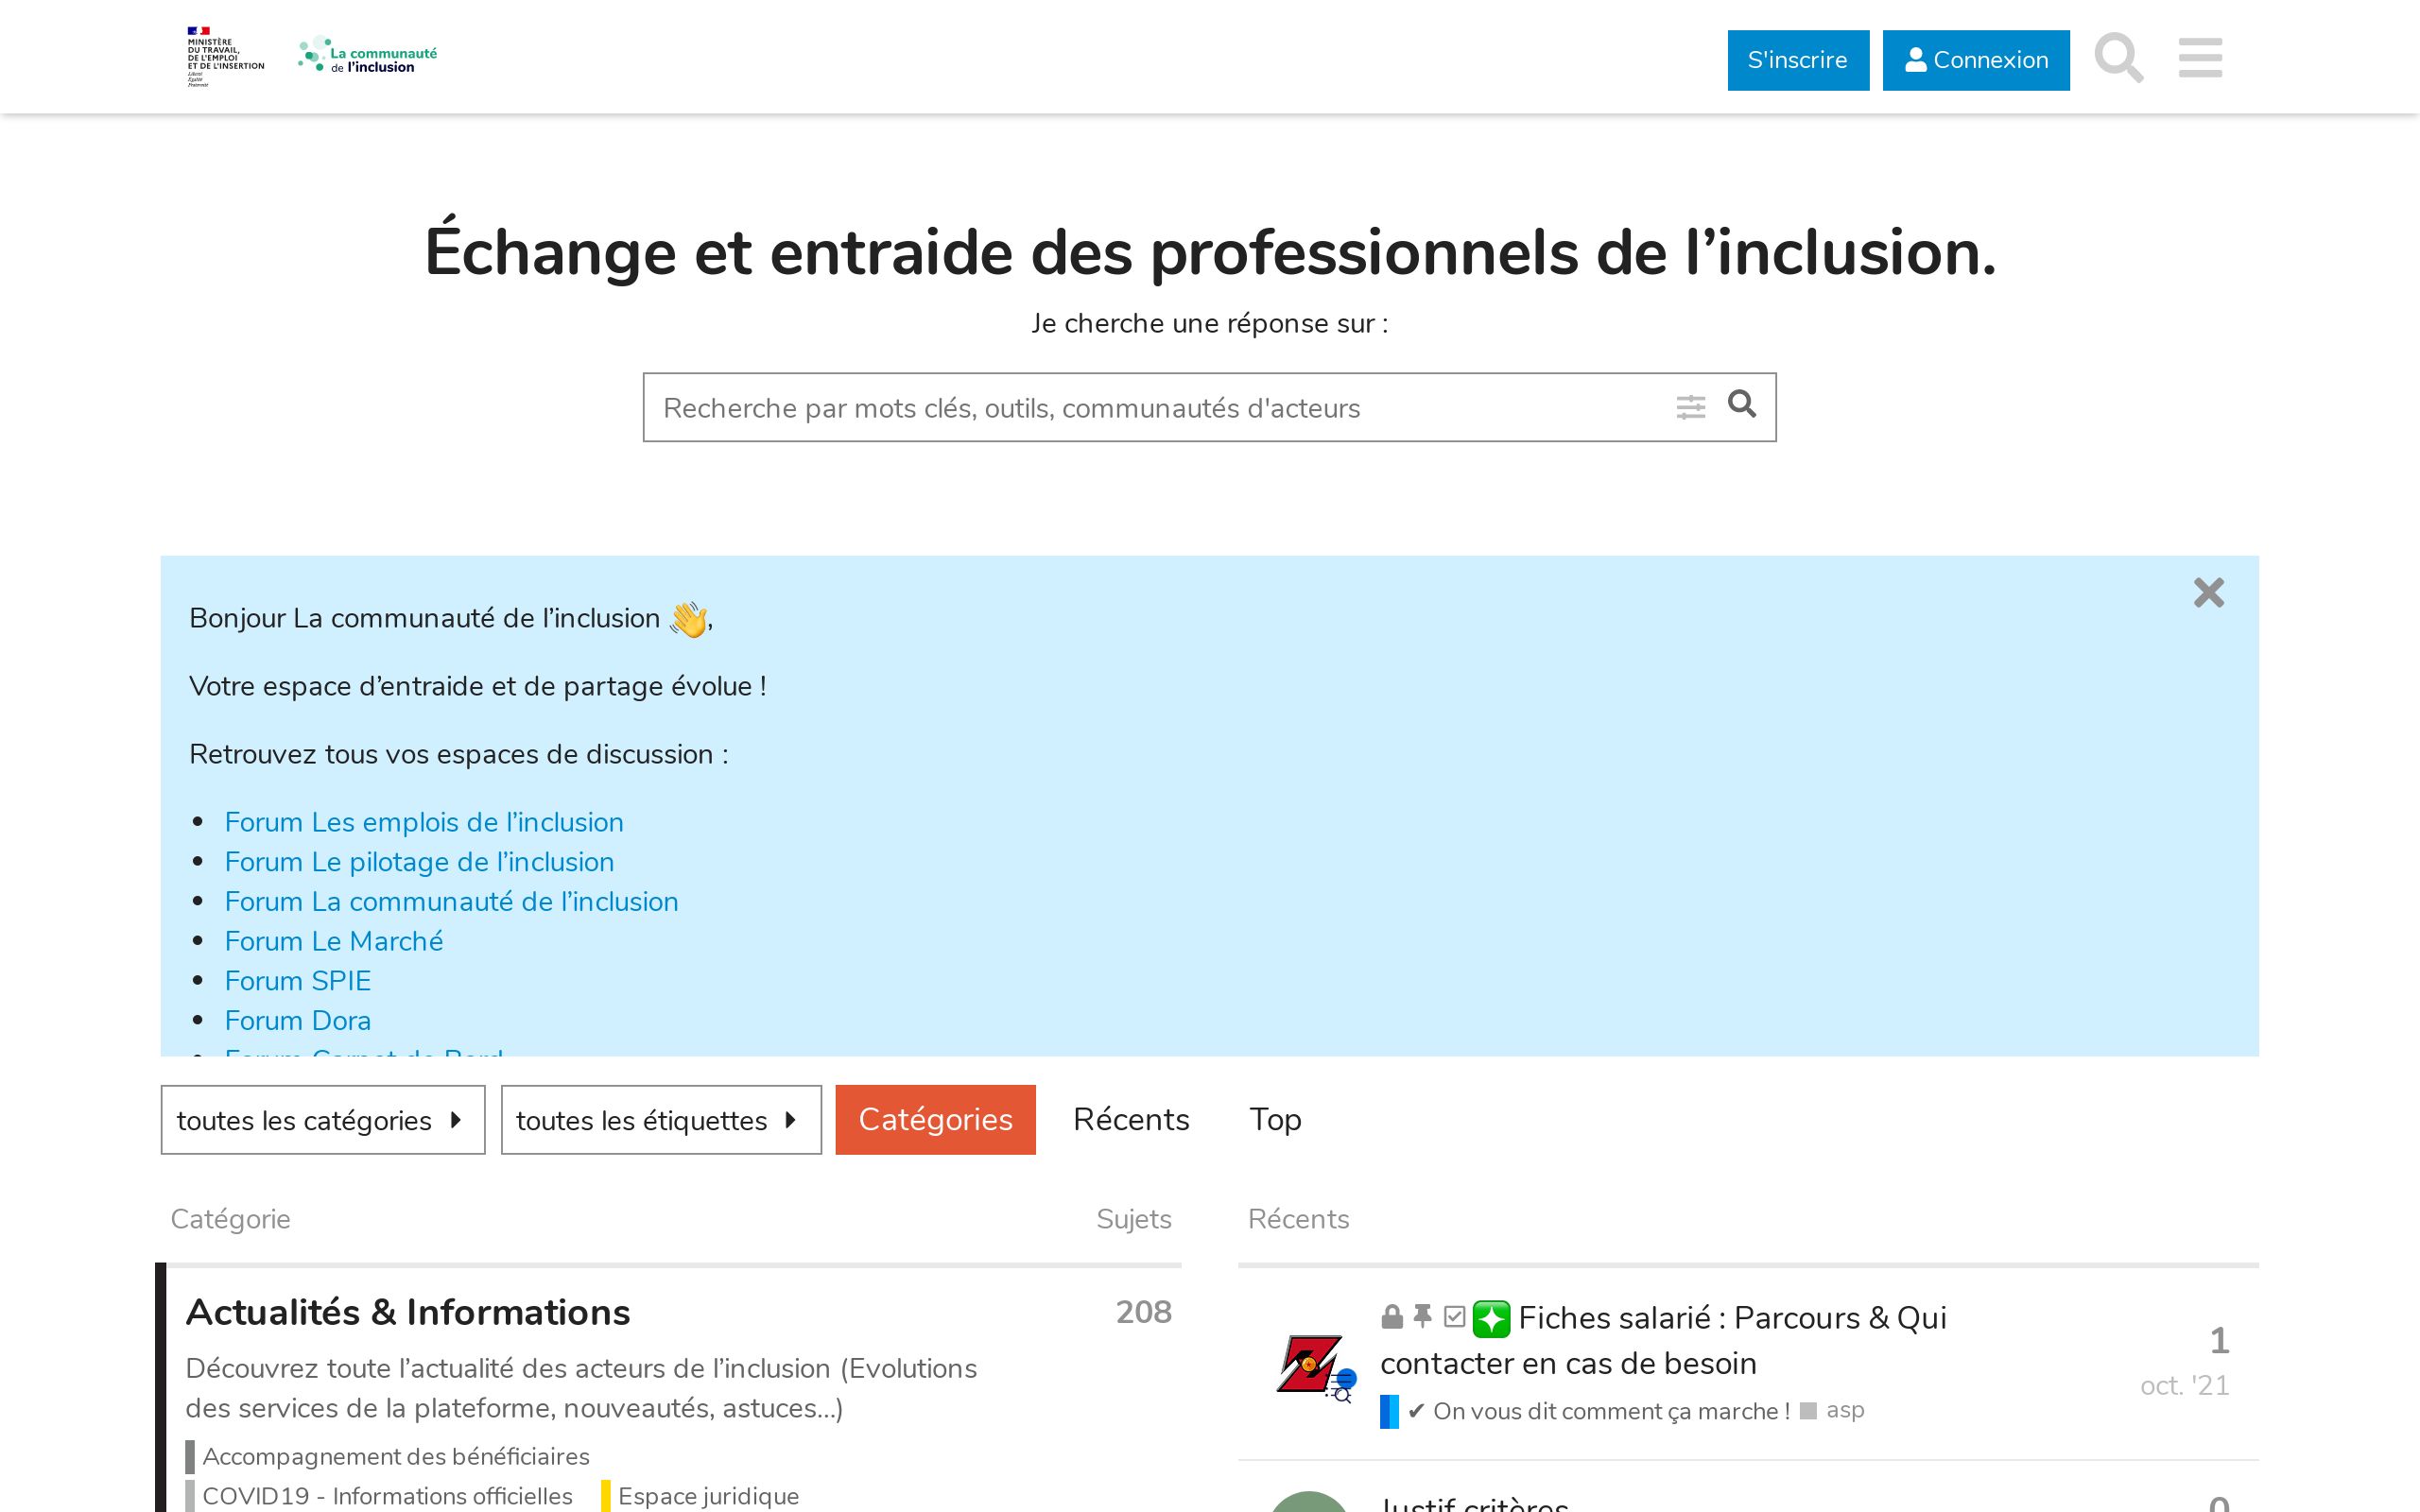 MINISTÈRE
DU TRAVAIL,
DE L'EMPLOI
ET DE L'INSERTION
Liberté
Égalité
Fraternité
La communauté
de l'inclusion
S'inscrire
Connexion
Échange et entraide des professionnels de l’inclusion.
Je cherche une réponse sur :
Recherche par mots clés, outils, communautés d'acteurs
Bonjour La communauté de l’inclusion 👋,
Votre espace d’entraide et de partage évolue !
Retrouvez tous vos espaces de discussion :
• Forum Les emplois de l’inclusion
• Forum Le pilotage de l’inclusion
• Forum La communauté de l’inclusion
• Forum Le Marché
• Forum SPIE
• Forum Dora
• Forum Carnet de Bord
toutes les catégories
toutes les étiquettes
Catégories
Récents
Top
Catégorie
Sujets
Actualités & Informations
208
Découvrez toute l’actualité des acteurs de l’inclusion (Evolutions
des services de la plateforme, nouveautés, astuces…)
Accompagnement des bénéficiaires
COVID19 - Informations officielles
Espace juridique
Récents
Fiches salarié : Parcours & Qui
contacter en cas de besoin
✔ On vous dit comment ça marche !
asp
1
oct. '21
Justif critères
0